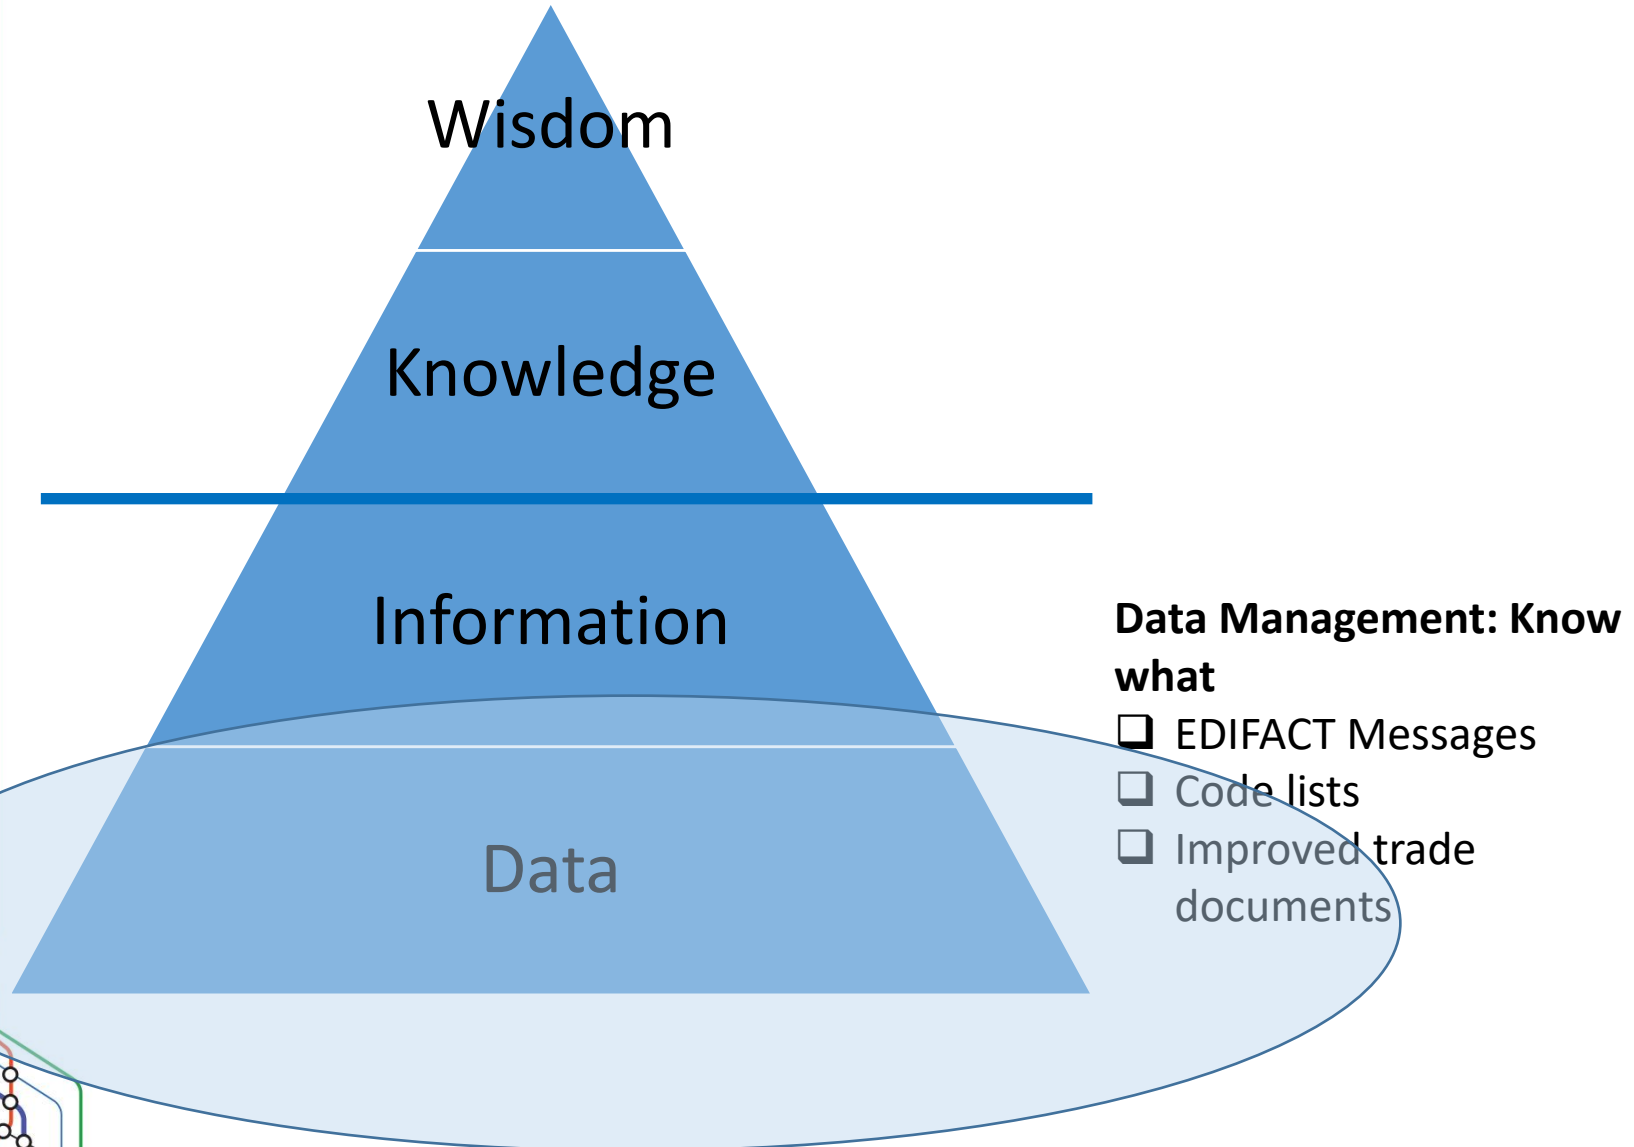 Wisdom
Knowledge
Information
Data Management: Know
what
❑ EDIFACT Messages
❑ Code lists
❑ Improved trade
documents
Data